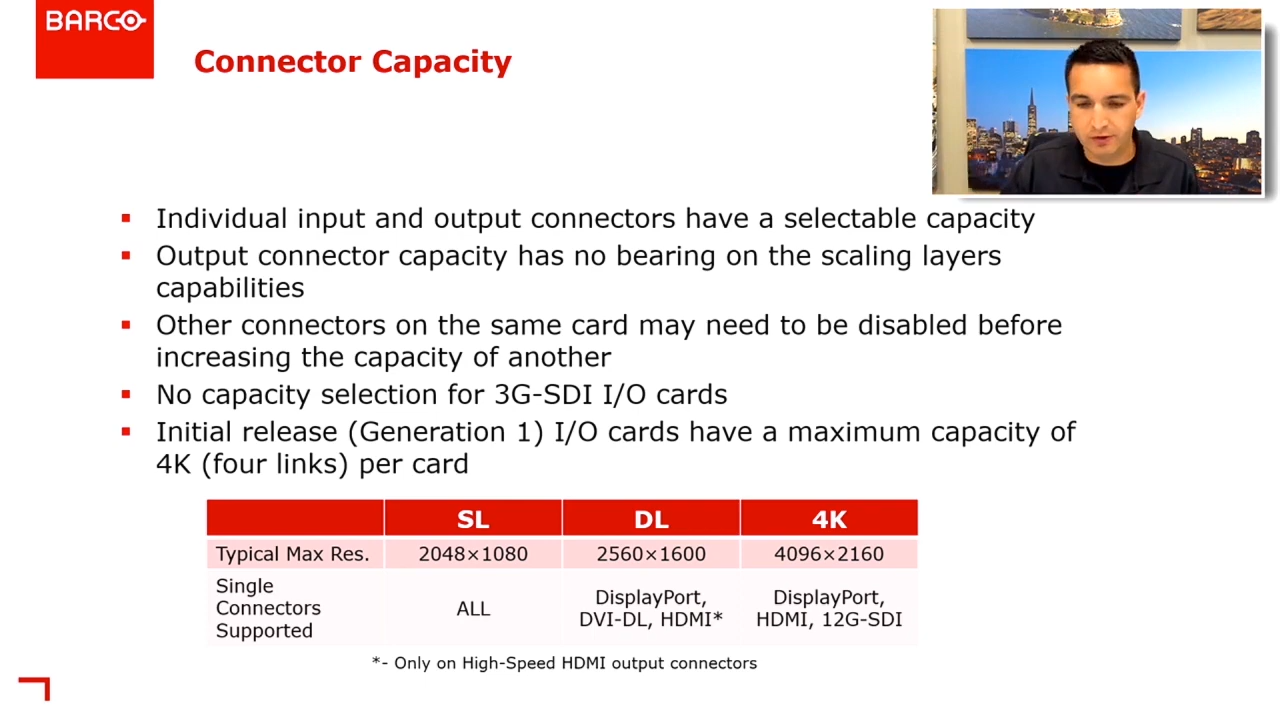 BARCO
Connector Capacity
Individual input and output connectors have a selectable capacity
Output connector capacity has no bearing on the scaling layers
capabilities
Other connectors on the same card may need to be disabled before
increasing the capacity of another
No capacity selection for 3G-SDI I/O cards
Initial release (Generation 1) I/O cards have a maximum capacity of
4K (four links) per card
SL DL 4K
Typical Max Res. 2048×1080 2560×1600 4096×2160
Single
Connectors
Supported
ALL
DisplayPort,
DVI-DL, HDMI*
DisplayPort,
HDMI, 12G-SDI
*- Only on High-Speed HDMI output connectors